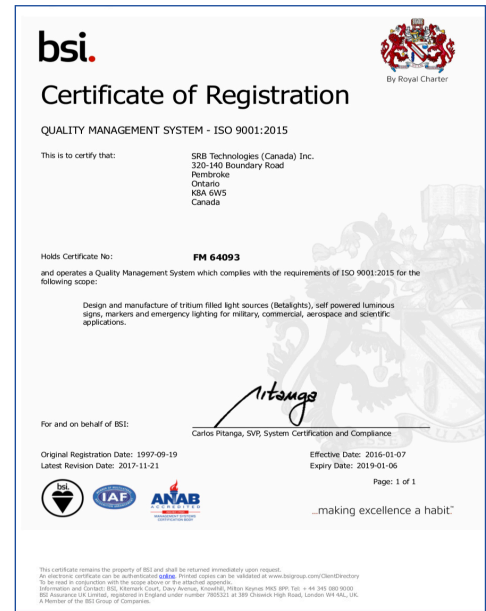 bsi.
By Royal Charter
Certificate of Registration
QUALITY MANAGEMENT SYSTEM - ISO 9001:2015
This is to certify that:
SRB Technologies (Canada) Inc.
320-140 Boundary Road
Pembroke
Ontario
K8A 6W5
Canada
Holds Certificate No:
FM 64093
and operates a Quality Management System which complies with the requirements of ISO 9001:2015 for the
following scope:
Design and manufacture of tritium filled light sources (Betalights), self powered luminous
signs, markers and emergency lighting for military, commercial, aerospace and scientific
applications.
For and on behalf of BSI:
Carlos Pitanga, SVP, System Certification and Compliance
Original Registration Date: 1997-09-19
Effective Date: 2016-01-07
Latest Revision Date: 2017-11-21
Expiry Date: 2019-01-06
Page: 1 of 1
bsi.
IAF
ANAB
ACCREDITED
MANAGEMENT SYSTEMS
CERTIFICATION BODY
...making excellence a habit.™
This certificate remains the property of BSI and shall be returned immediately upon request.
An electronic certificate can be authenticated online. Printed copies can be validated at www.bsigroup.com/ClientDirectory
To be read in conjunction with the scope above or the attached appendix.
Information and Contact: BSI, Kitemark Court, Davy Avenue, Knowlhill, Milton Keynes MK5 8PP. Tel: + 44 345 080 9000
BSI Assurance UK Limited, registered in England under number 7805321 at 389 Chiswick High Road, London W4 4AL, UK.
A Member of the BSI Group of Companies.